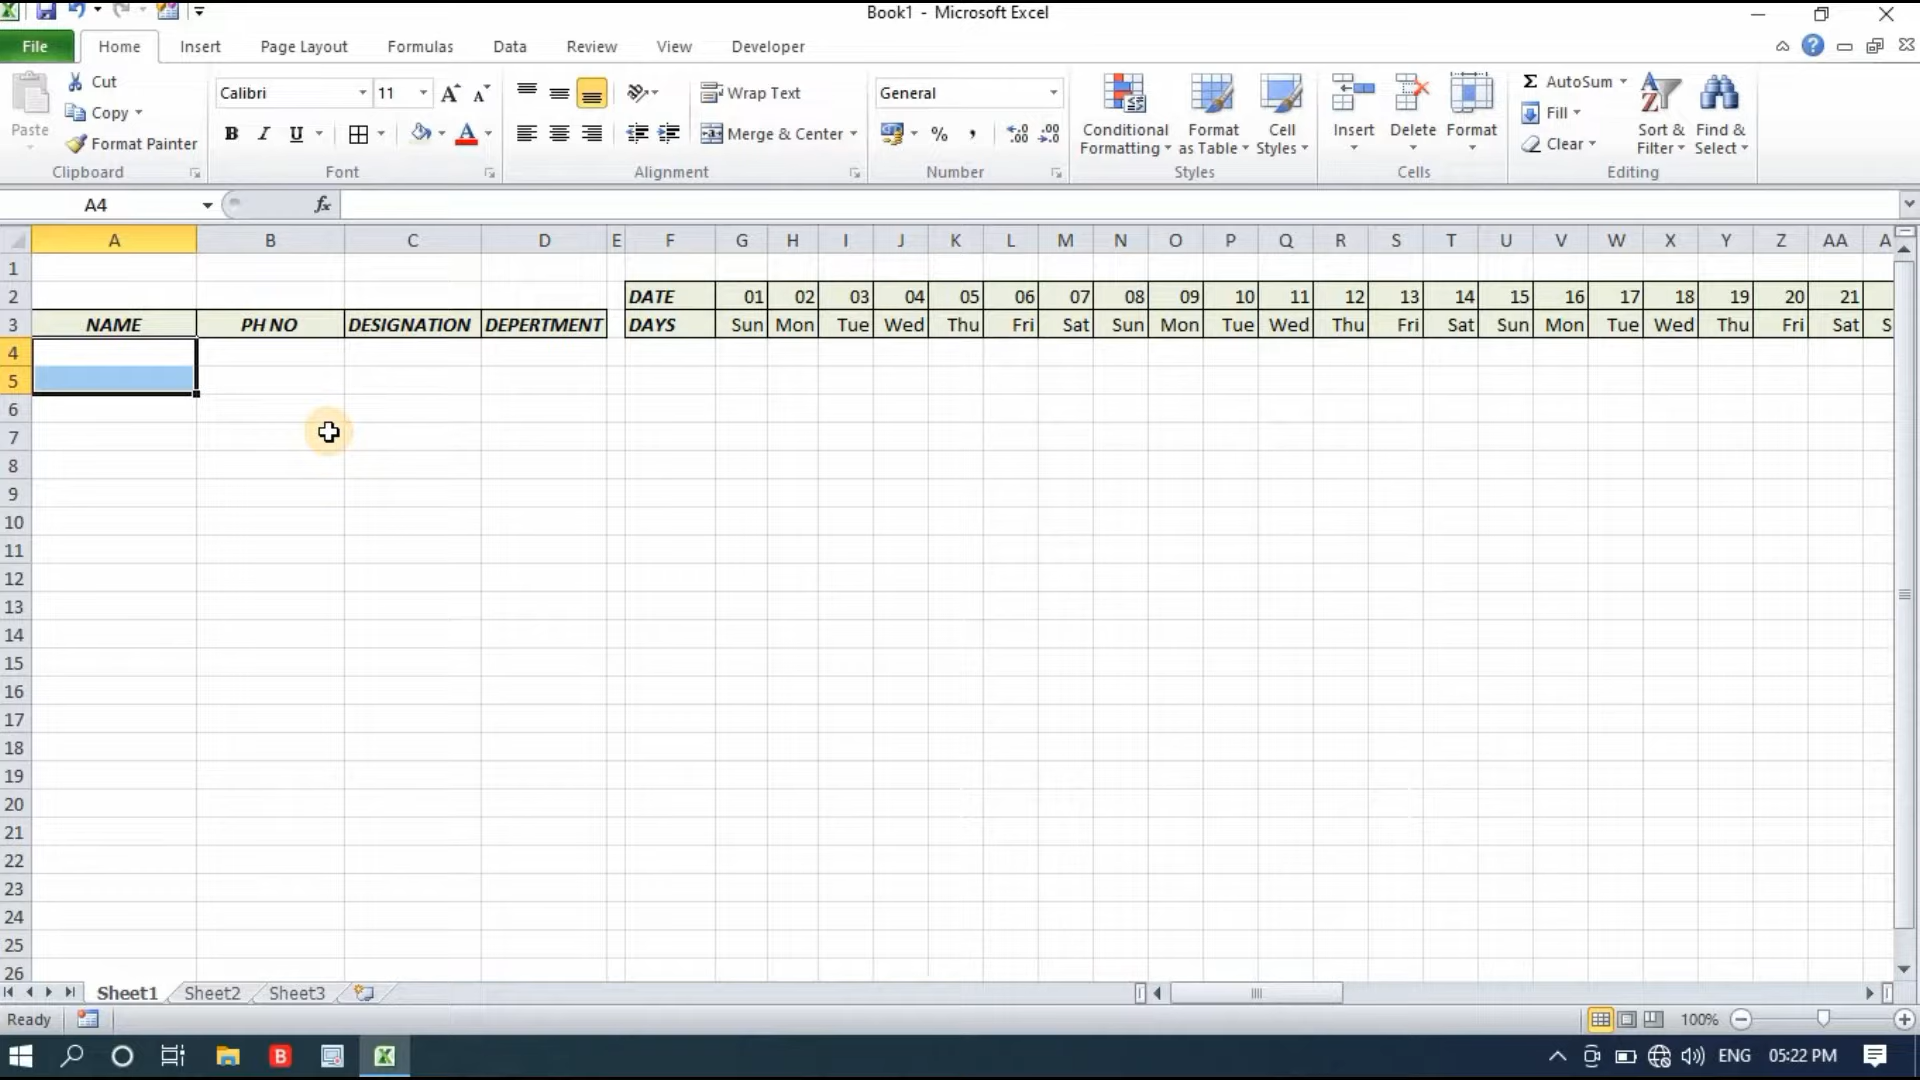 Book1 - Microsoft Excel
File Home Insert Page Layout Formulas Data Review View Developer
Paste
Cut
Copy
Format Painter
Clipboard
Calibri 11
B I U
Font
Wrap Text
Merge & Center
Alignment
General
%
Number
Conditional Formatting
Format as Table
Cell Styles
Styles
Insert
Delete
Format
Cells
AutoSum
Fill
Clear
Sort & Filter
Find & Select
Editing
A4 fx
A B C D E F G H I J K L M N O P Q R S T U V W X Y Z AA
1
2 DATE 01 02 03 04 05 06 07 08 09 10 11 12 13 14 15 16 17 18 19 20 21
3 NAME PH NO DESIGNATION DEPERTMENT DAYS Sun Mon Tue Wed Thu Fri Sat Sun Mon Tue Wed Thu Fri Sat Sun Mon Tue Wed Thu Fri Sat S
4
5
6
7
8
9
10
11
12
13
14
15
16
17
18
19
20
21
22
23
24
25
26
Sheet1 Sheet2 Sheet3
Ready 100%
B ENG 05:22 PM